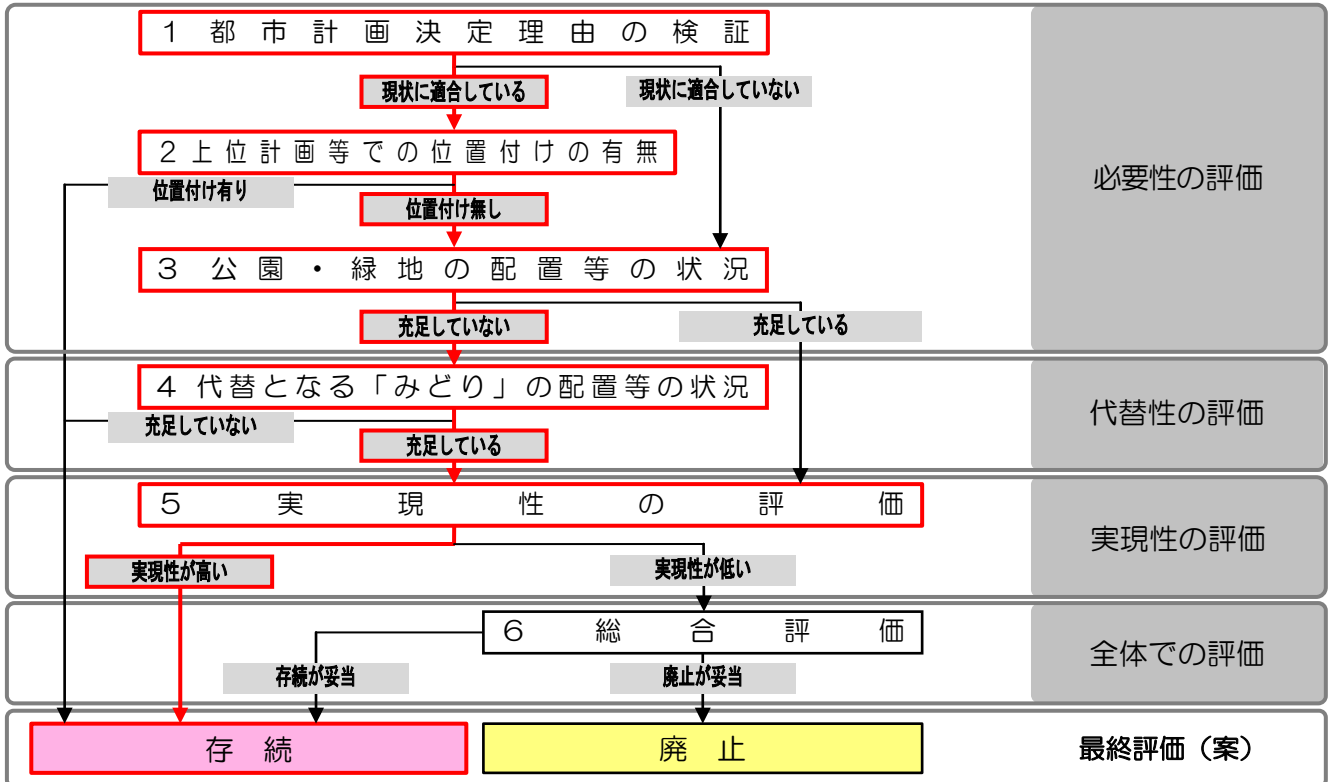 １都市計画決定理由の検証
現状に適合している
現状に適合していない
２上位計画等での位置付けの有無
位置付け有り
位置付け無し
３公園・緑地の配置等の状況
充足していない
充足している
必要性の評価
４代替となる「みどり」の配置等の状況
充足していない
充足している
代替性の評価
５実現性の評価
実現性が高い
実現性が低い
実現性の評価
６総合評価
存続が妥当
廃止が妥当
全体での評価
存続
廃止
最終評価（案）